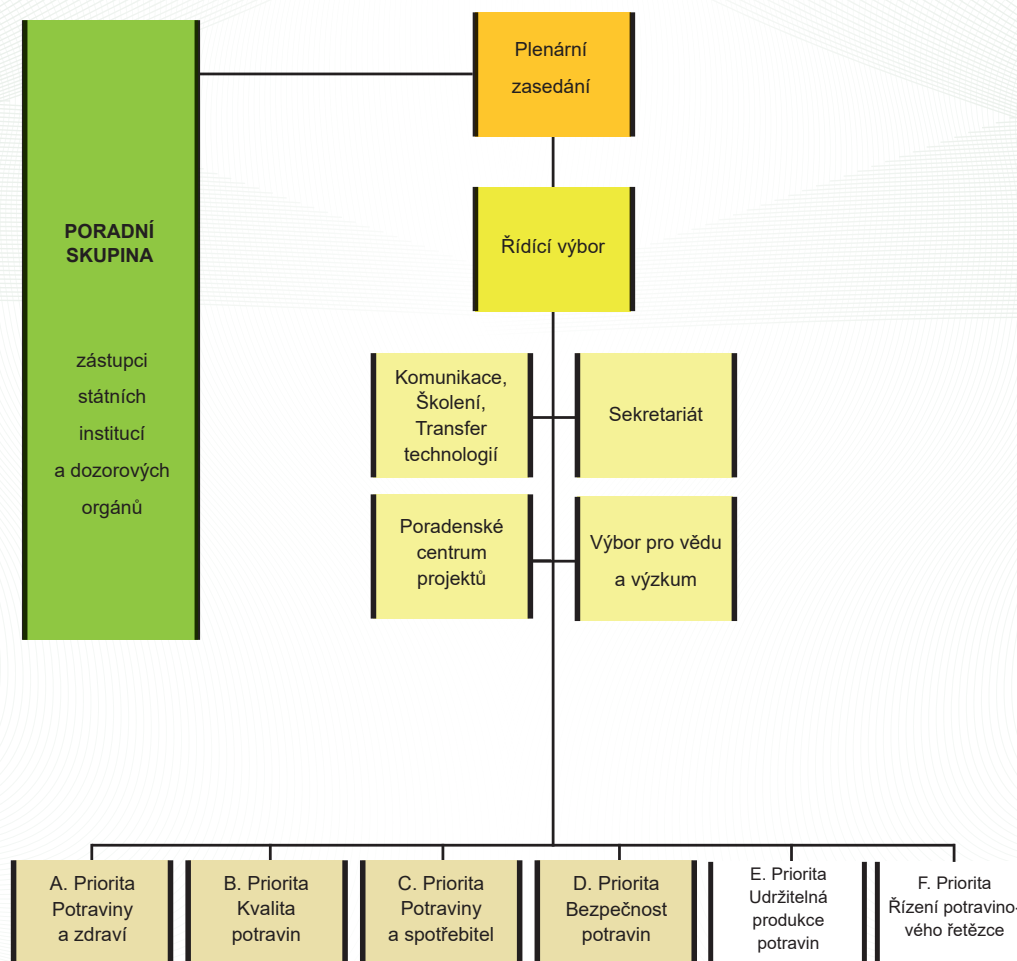 Plenární
zasedání
PORADNÍ
SKUPINA
zástupci
státních
institucí
a dozorových
orgánů
Řídící výbor
Komunikace,
Školení,
Transfer
technologií
Sekretariát
Poradenské
centrum
projektů
Výbor pro vědu
a výzkum
A. Priorita
Potraviny
a zdraví
B. Priorita
Kvalita
potravin
C. Priorita
Potraviny
a spotřebitel
D. Priorita
Bezpečnost
potravin
E. Priorita
Udržitelná
produkce
potravin
F. Priorita
Řízení potravino-
vého řetězce